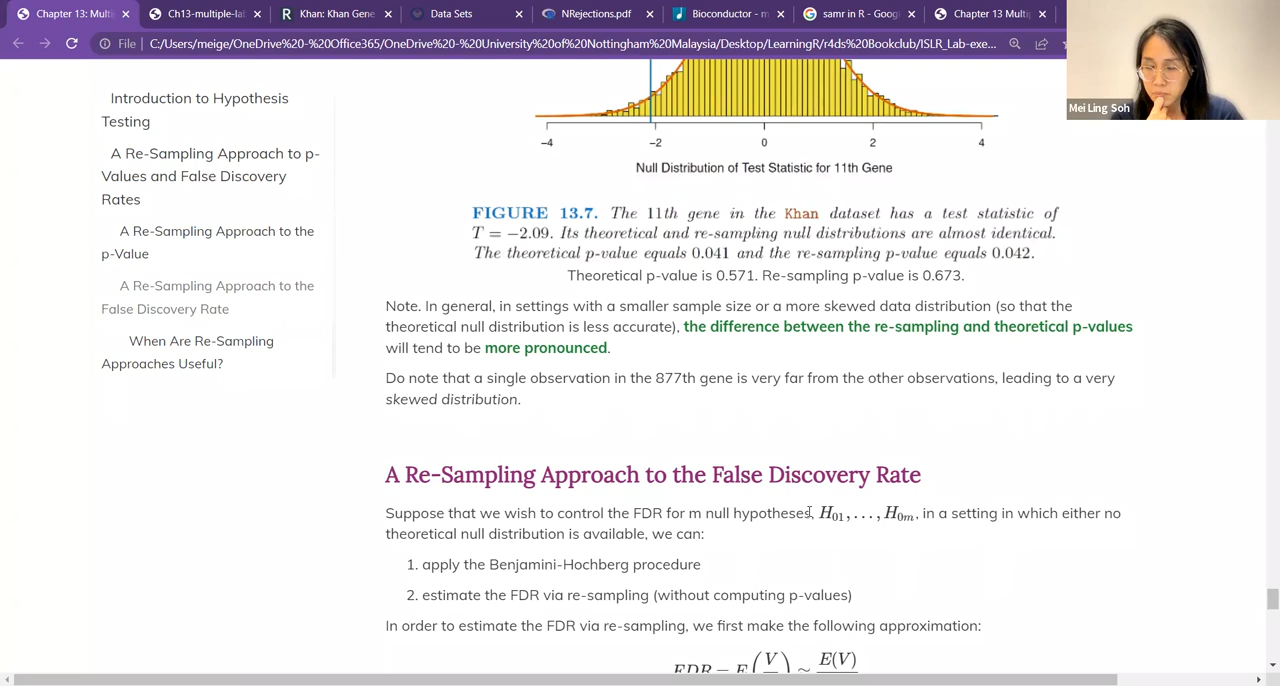 Chapter 13: Multi
Ch13-multiple-la
Khan: Khan Gene
Data Sets
NRejections.pdf
Bioconductor - m
samr in R - Goog
Chapter 13 Multi
File
C:/Users/meige/OneDrive%20-%20Office365/OneDrive%20-%20University%20of%20Nottingham%20Malaysia/Desktop/LearningR/r4ds%20Bookclub/ISLR_Lab-exe...
Mei Ling Soh
Introduction to Hypothesis
Testing
A Re-Sampling Approach to p-
Values and False Discovery
Rates
A Re-Sampling Approach to the
p-Value
A Re-Sampling Approach to the
False Discovery Rate
When Are Re-Sampling
Approaches Useful?
−4 −2 0 2 4
Null Distribution of Test Statistic for 11th Gene
FIGURE 13.7. The 11th gene in the Khan dataset has a test statistic of
T = −2.09. Its theoretical and re-sampling null distributions are almost identical.
The theoretical p-value equals 0.041 and the re-sampling p-value equals 0.042.
Theoretical p-value is 0.571. Re-sampling p-value is 0.673.
Note. In general, in settings with a smaller sample size or a more skewed data distribution (so that the
theoretical null distribution is less accurate), the difference between the re-sampling and theoretical p-values
will tend to be more pronounced.
Do note that a single observation in the 877th gene is very far from the other observations, leading to a very
skewed distribution.
A Re-Sampling Approach to the False Discovery Rate
Suppose that we wish to control the FDR for m null hypotheses, H01, . . . , H0m, in a setting in which either no
theoretical null distribution is available, we can:
1. apply the Benjamini-Hochberg procedure
2. estimate the FDR via re-sampling (without computing p-values)
In order to estimate the FDR via re-sampling, we first make the following approximation:
FDR = E(V/ ) ≈ E(V)